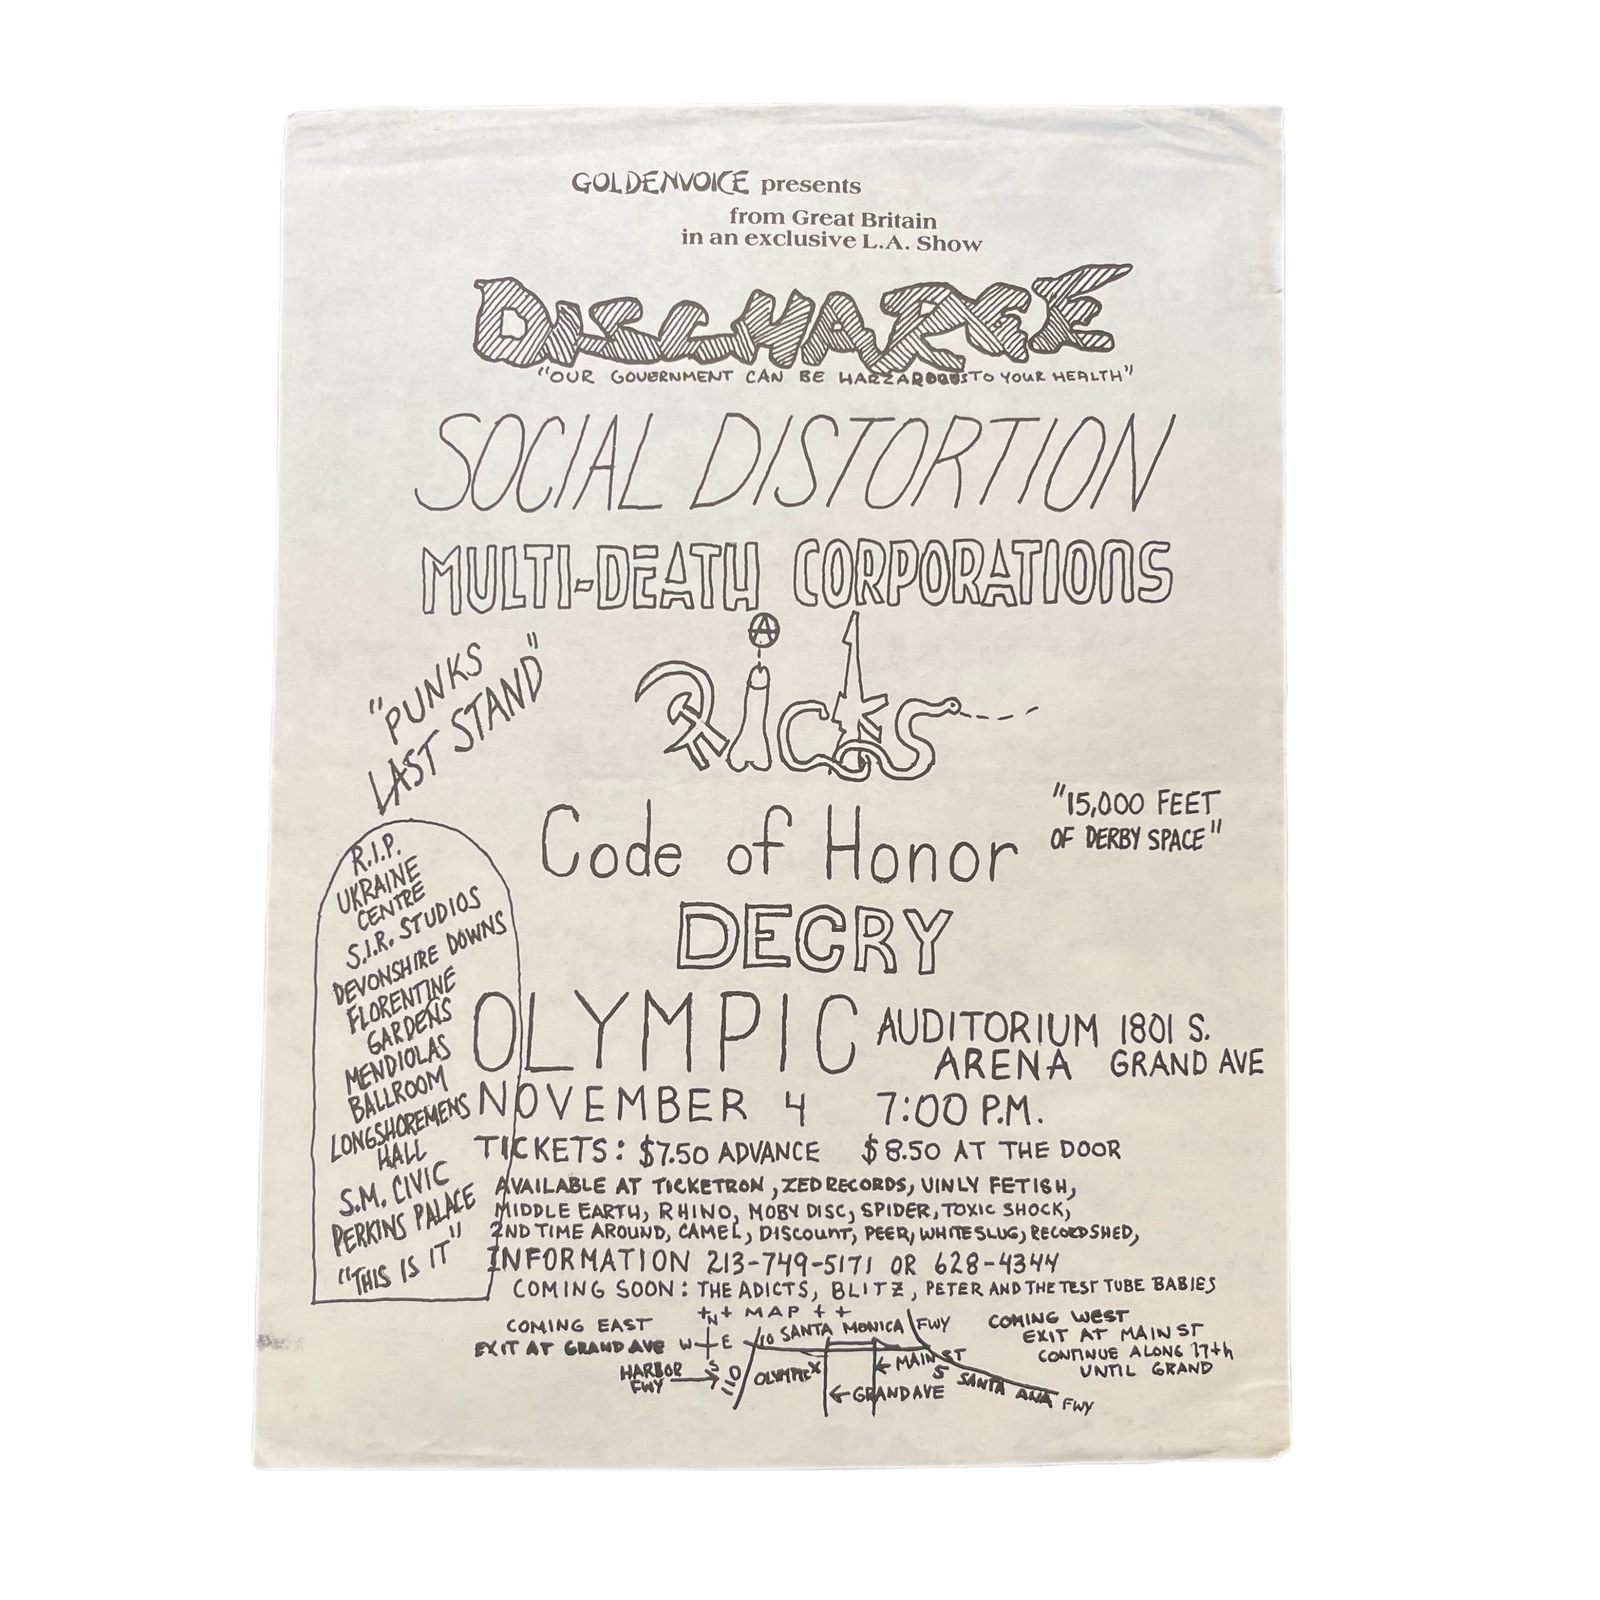 GOLDENVOICE presents
from Great Britain
in an exclusive L.A. Show
DISCHARGE
"OUR GOVERNMENT CAN BE HARZARDOUS TO YOUR HEALTH"
SOCIAL DISTORTION
MULTI-DEATH CORPORATIONS
A
RICKS
"PUNKS
LAST STAND"
"15,000 FEET
OF DERBY SPACE"
Code of Honor
DECRY
R.I.P.
UKRAINE
CENTRE
S.I.R. STUDIOS
DEVONSHIRE DOWNS
FLORENTINE
GARDENS
MENDIOLAS
BALLROOM
LONGSHOREMENS
HALL
S.M. CIVIC
PERKINS PALACE
"THIS IS IT"
OLYMPIC AUDITORIUM 1801 S.
ARENA GRAND AVE
NOVEMBER 4 7:00 P.M.
TICKETS: $7.50 ADVANCE $8.50 AT THE DOOR
AVAILABLE AT TICKETRON, ZED RECORDS, VINLY FETISH,
MIDDLE EARTH, RHINO, MOBY DISC, SPIDER, TOXIC SHOCK,
2ND TIME AROUND, CAMEL, DISCOUNT, PEER, WHITE SLUG, RECORD SHED,
INFORMATION 213-749-5171 OR 628-4344
COMING SOON: THE ADICTS, BLITZ, PETER AND THE TEST TUBE BABIES
++ MAP ++
COMING EAST
EXIT AT GRAND AVE
N
W E
S
10 SANTA MONICA FWY
HARBOR
FWY
110
OLYMPIC X
← MAIN ST
← GRAND AVE
5 SANTA ANA FWY
COMING WEST
EXIT AT MAIN ST
CONTINUE ALONG 17th
UNTIL GRAND